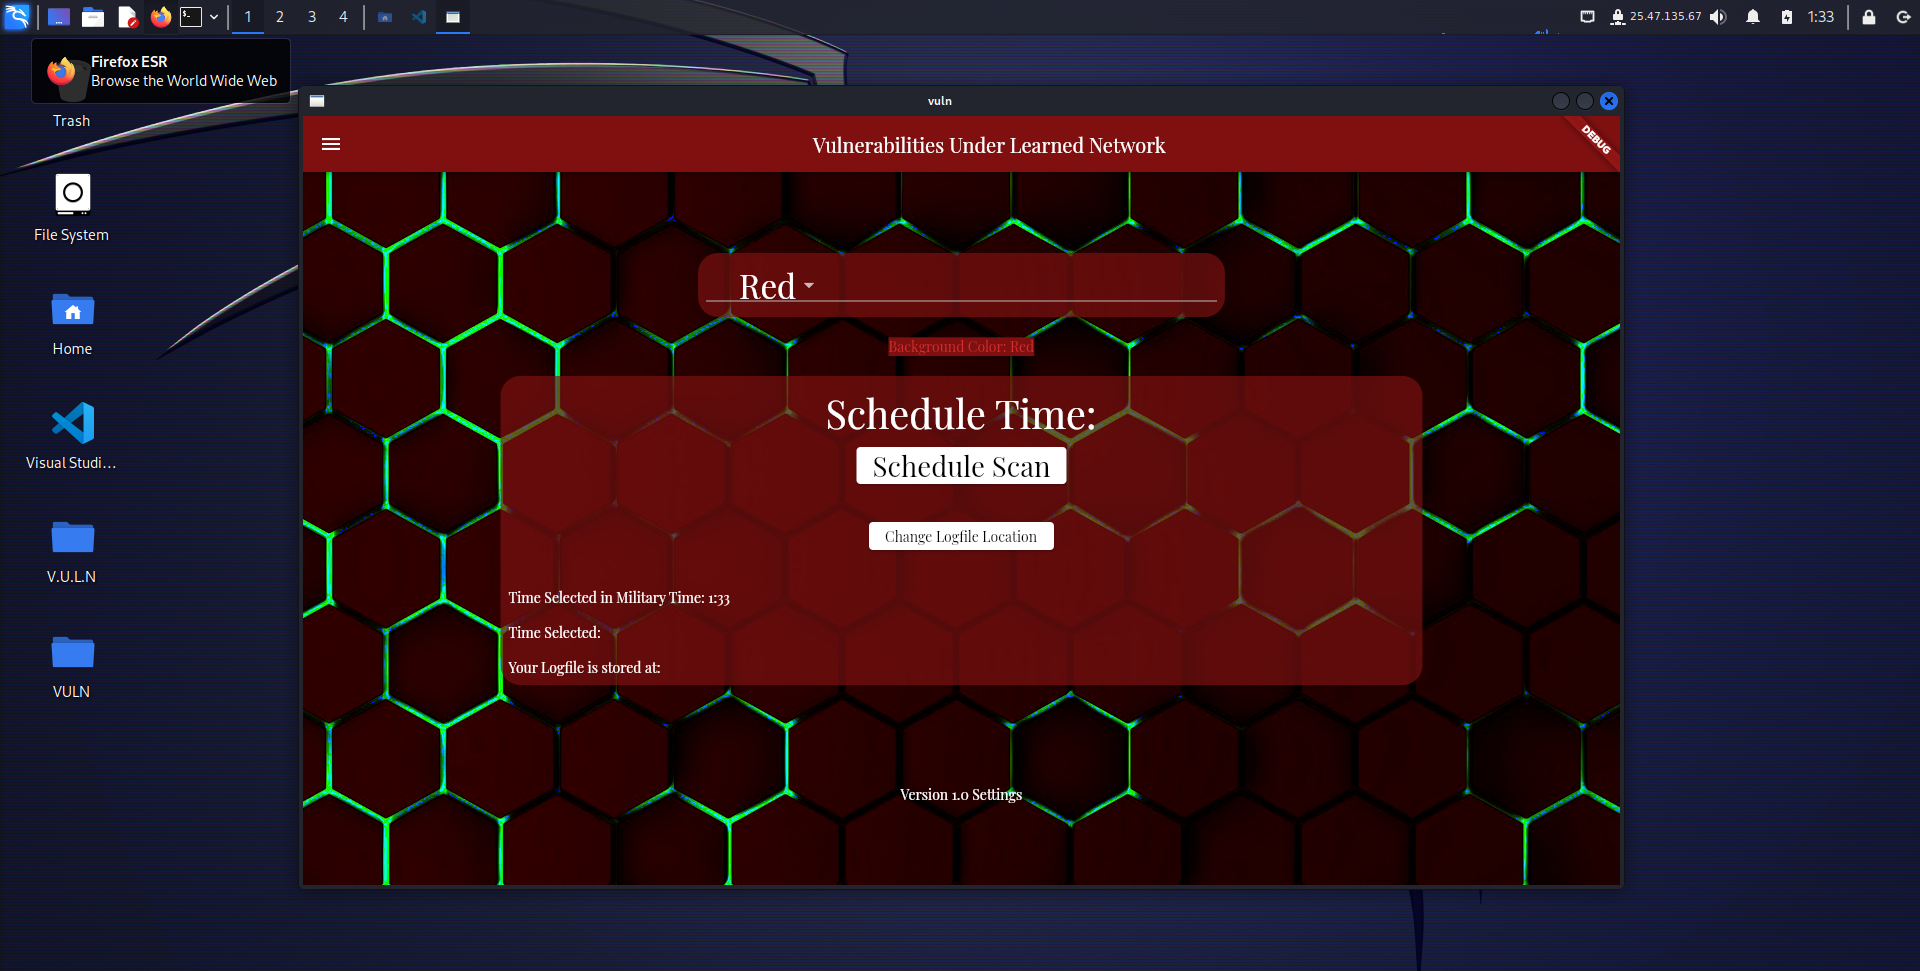 1 2 3 4
25.47.135.67
1:33
Firefox ESR
Browse the World Wide Web
Trash
File System
Home
Visual Studi...
V.U.L.N
VULN
vuln
Vulnerabilities Under Learned Network
DEBUG
Red
Background Color: Red
Schedule Time:
Schedule Scan
Change Logfile Location
Time Selected in Military Time: 1:33
Time Selected:
Your Logfile is stored at:
Version 1.0 Settings